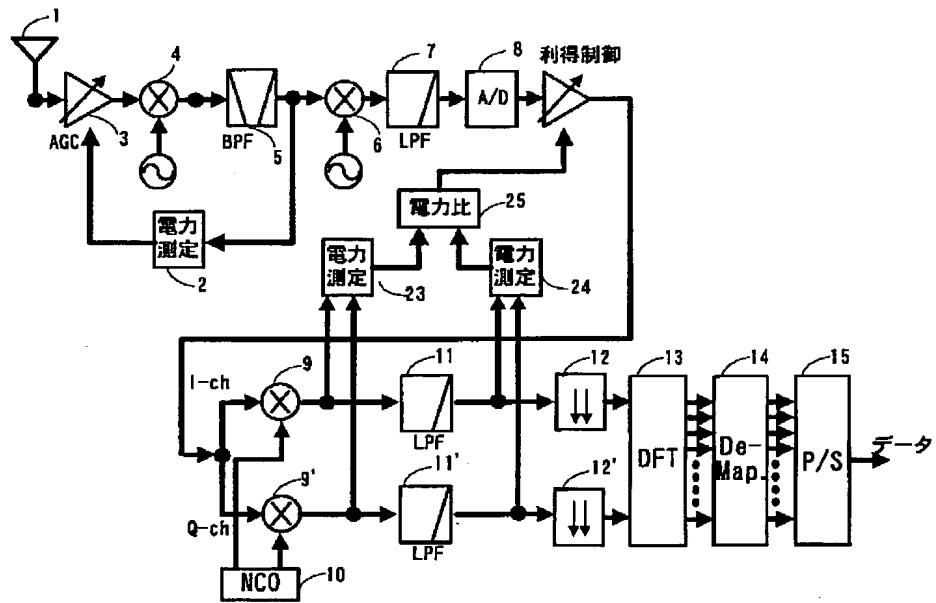 1
4
7
8
利得制御
A/D
3
AGC
BPF
5
6
LPF
電力比
25
電力
測定
2
電力
測定
23
電力
測定
24
I-ch
9
11
LPF
12
13
14
15
DFT
De-
Map.
P/S
データ
Q-ch
9'
11'
LPF
12'
NCO
10